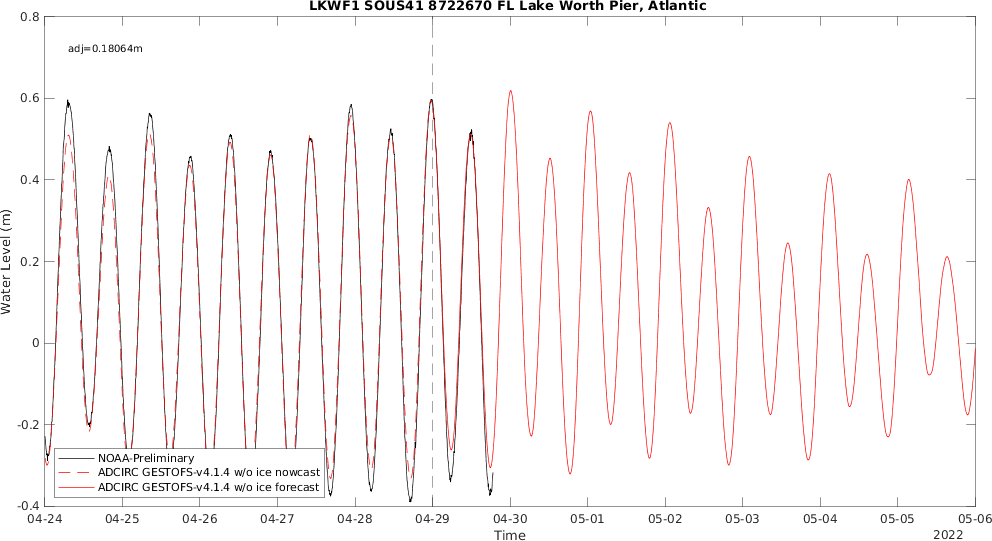 LKWF1 SOUS41 8722670 FL Lake Worth Pier, Atlantic
adj=0.18064m
0.8
0.6
0.4
0.2
0
-0.2
-0.4
Water Level (m)
NOAA-Preliminary
ADCIRC GESTOFS-v4.1.4 w/o ice nowcast
ADCIRC GESTOFS-v4.1.4 w/o ice forecast
04-24 04-25 04-26 04-27 04-28 04-29 04-30 05-01 05-02 05-03 05-04 05-05 05-06
Time
2022